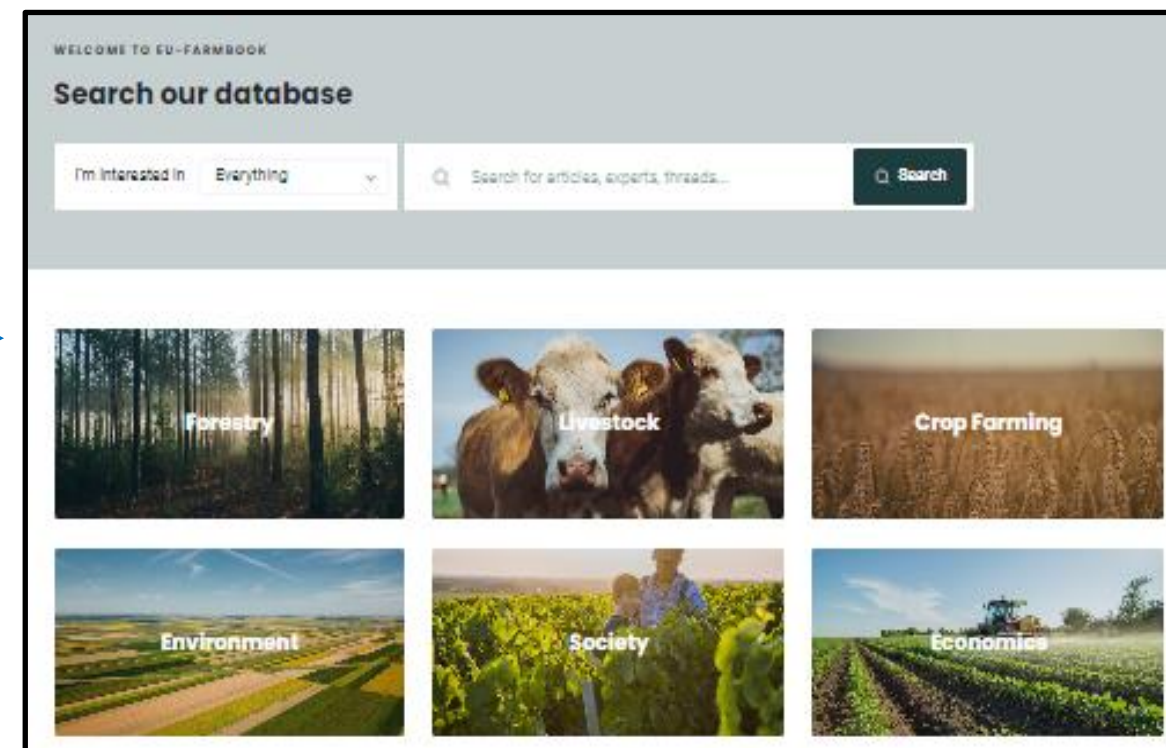 WELCOME TO EU-FARMBOOK
Search our database
I'm Interested in Everything
Search for articles, experts, threads...
Search
Forestry
Livestock
Crop Farming
Environment
Society
Economics